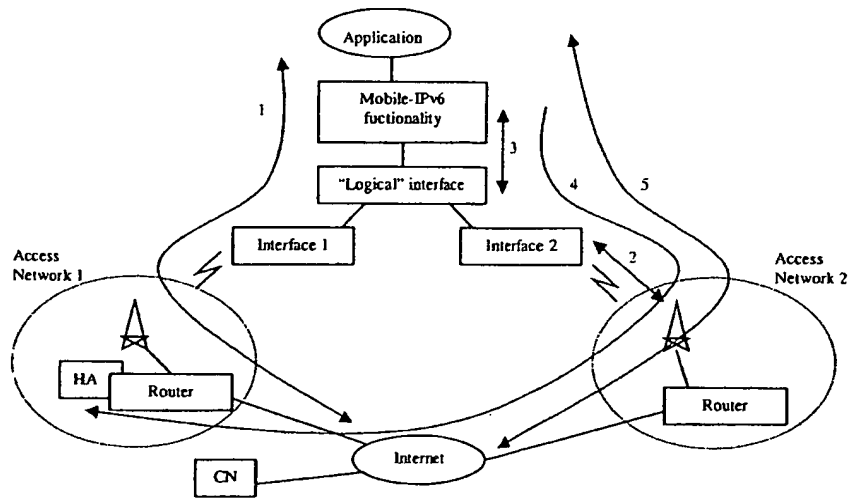 Application
Mobile-IPv6
fuctionality
1
3
"Logical" interface
4
5
Interface 1
Interface 2
2
Access
Network 1
Access
Network 2
HA
Router
Router
Internet
CN